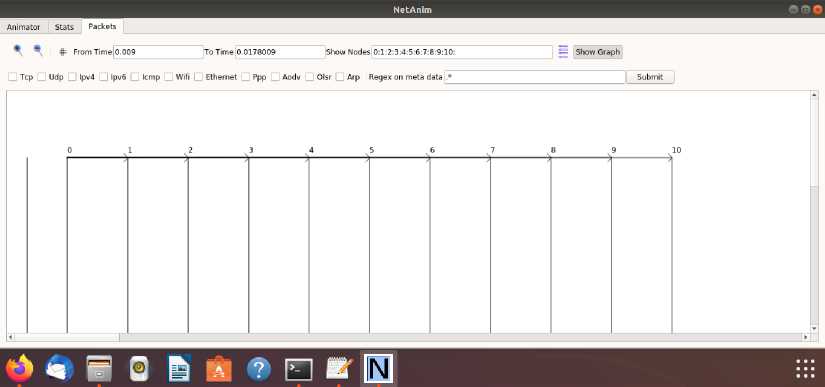 NetAnim
Animator Stats Packets
# From Time 0.009 To Time 0.0178009 Show Nodes 0:1:2:3:4:5:6:7:8:9:10: Show Graph
Tcp Udp Ipv4 Ipv6 Icmp Wifi Ethernet Ppp Aodv Olsr Arp Regex on meta data .* Submit
0 1 2 3 4 5 6 7 8 9 10